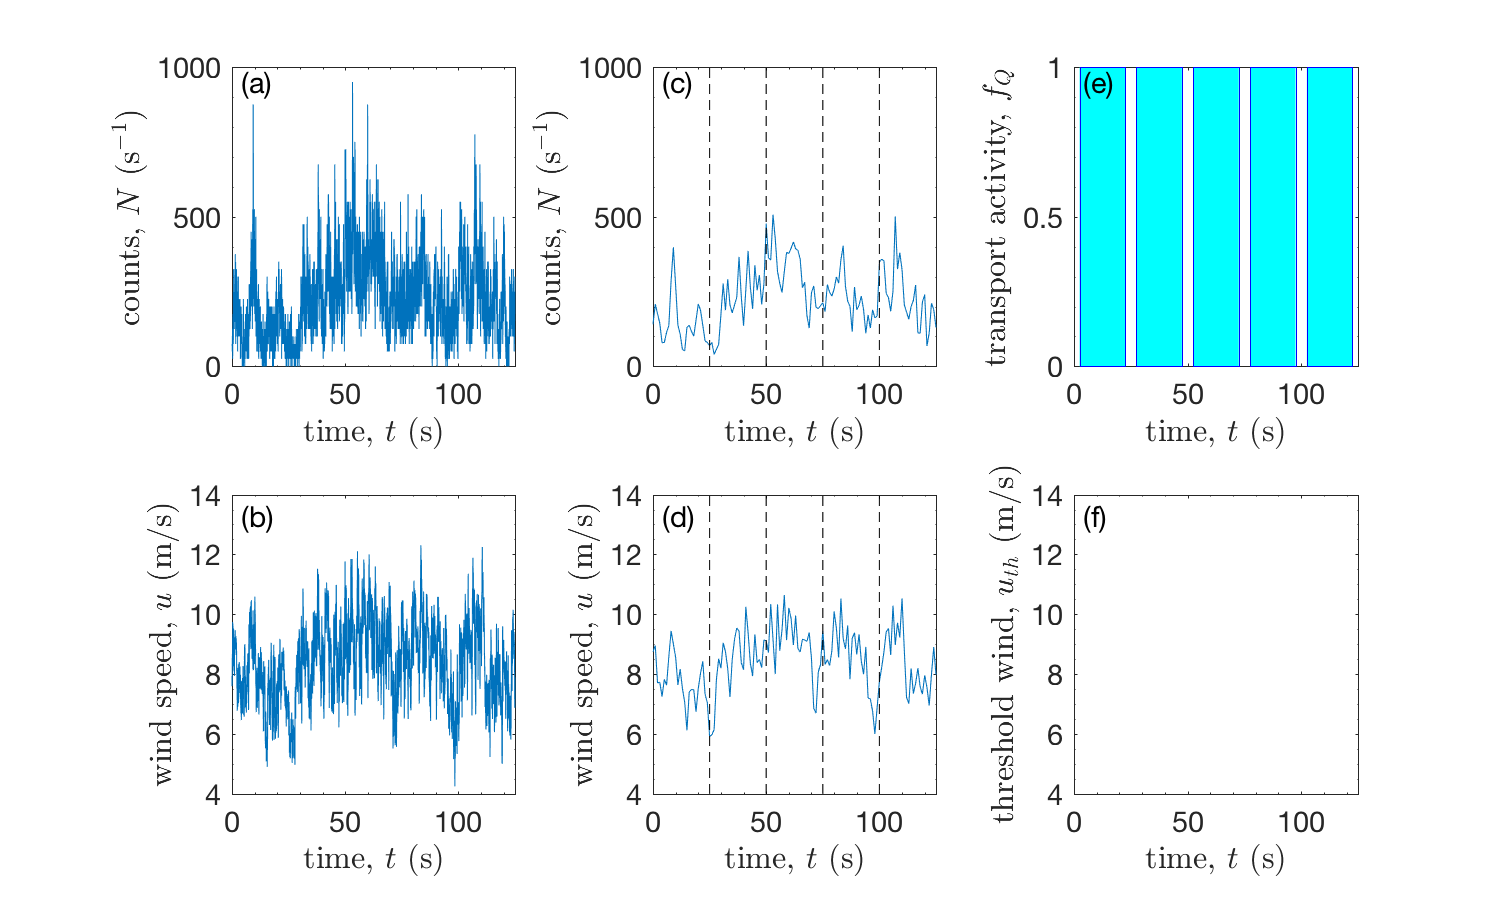 (a)
counts, N (s⁻¹)
1000
500
0
0 50 100
time, t (s)
(c)
counts, N (s⁻¹)
1000
500
0
0 50 100
time, t (s)
(e)
transport activity, f_Q
1
0.5
0
0 50 100
time, t (s)
(b)
wind speed, u (m/s)
14
12
10
8
6
4
0 50 100
time, t (s)
(d)
wind speed, u (m/s)
14
12
10
8
6
4
0 50 100
time, t (s)
(f)
threshold wind, u_th (m/s)
14
12
10
8
6
4
0 50 100
time, t (s)